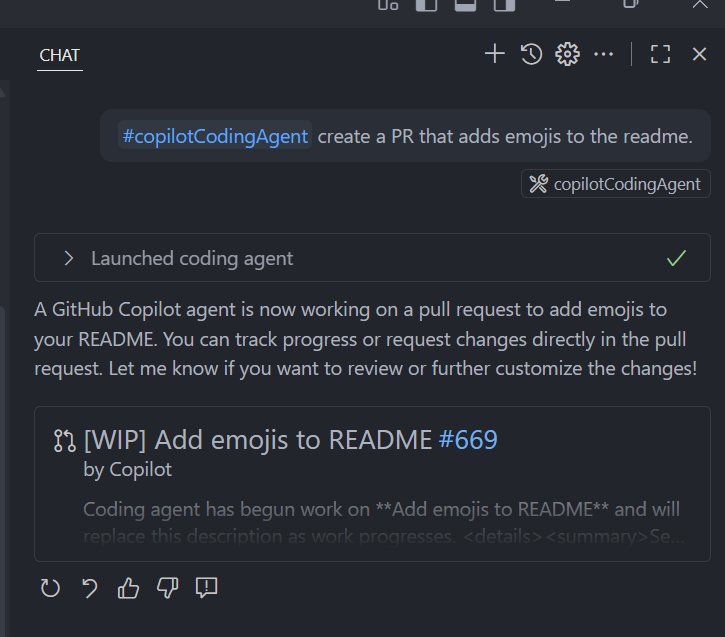 CHAT
#copilotCodingAgent create a PR that adds emojis to the readme.
copilotCodingAgent
Launched coding agent
A GitHub Copilot agent is now working on a pull request to add emojis to
your README. You can track progress or request changes directly in the pull
request. Let me know if you want to review or further customize the changes!
[WIP] Add emojis to README #669
by Copilot
Coding agent has begun work on **Add emojis to README** and will
replace this description as work progresses. <details><summary>Se...